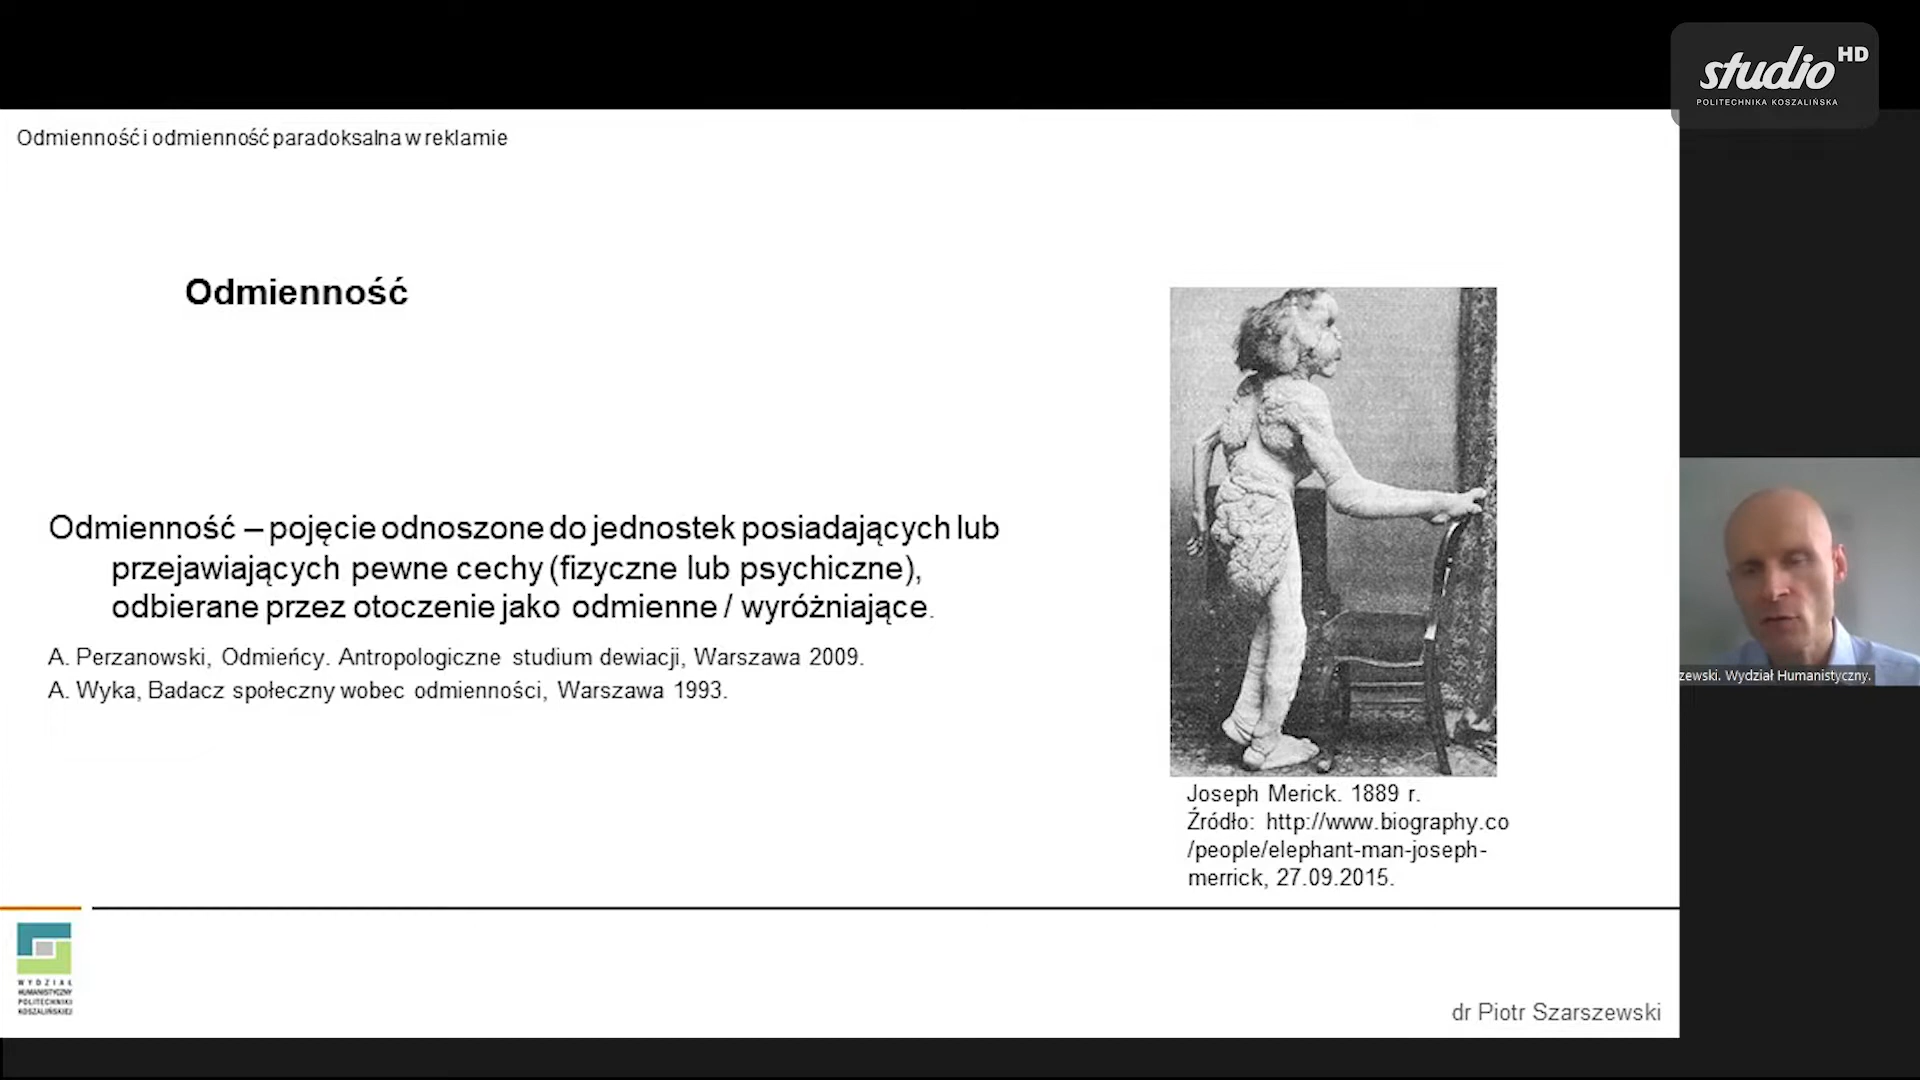 studio HD
POLITECHNIKA KOSZALIŃSKA
Odmienność i odmienność paradoksalna w reklamie
Odmienność
Odmienność – pojęcie odnoszone do jednostek posiadających lub
przejawiających pewne cechy (fizyczne lub psychiczne),
odbierane przez otoczenie jako odmienne / wyróżniające.
A. Perzanowski, Odmieńcy. Antropologiczne studium dewiacji, Warszawa 2009.
A. Wyka, Badacz społeczny wobec odmienności, Warszawa 1993.
Joseph Merick. 1889 r.
Źródło: http://www.biography.co
/people/elephant-man-joseph-
merrick, 27.09.2015.
zewski. Wydział Humanistyczny.
WYDZIAŁ
HUMANISTYCZNY
POLITECHNIKI
KOSZALIŃSKIEJ
dr Piotr Szarszewski